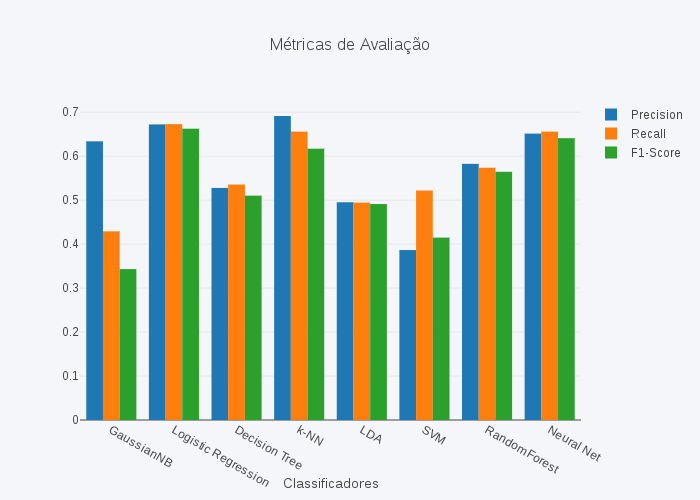 Métricas de Avaliação
0.7
0.6
0.5
0.4
0.3
0.2
0.1
0
Precision
Recall
F1-Score
GaussianNB
Logistic Regression
Decision Tree
k-NN
LDA
SVM
RandomForest
Neural Net
Classificadores